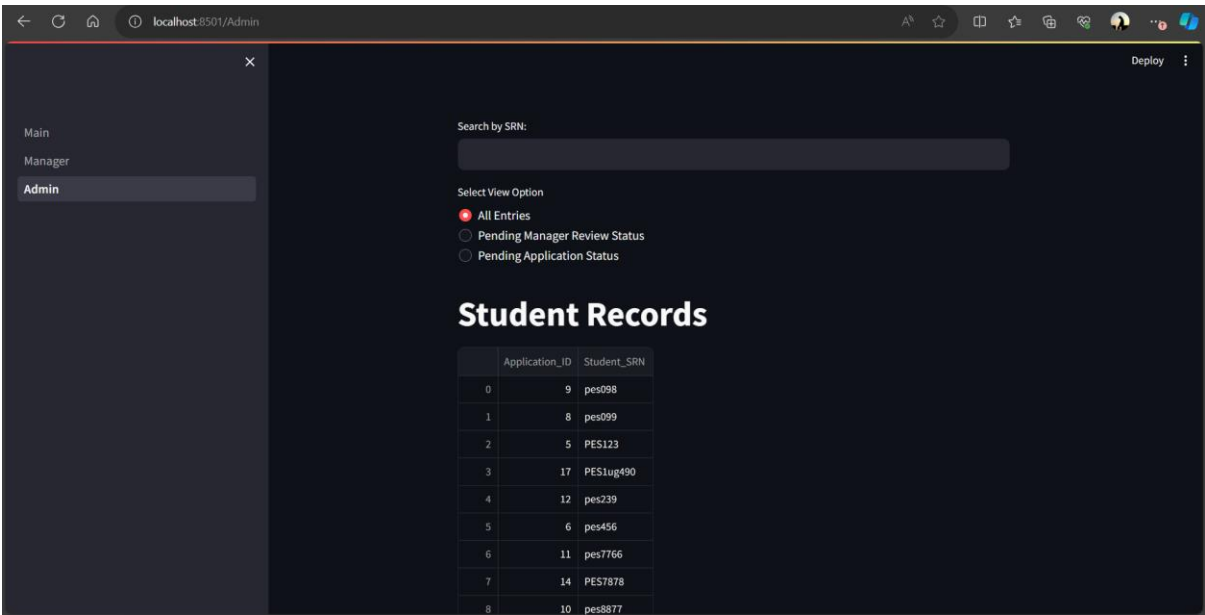 localhost:8501/Admin
Deploy
Main
Manager
Admin
Search by SRN:
Select View Option
All Entries
Pending Manager Review Status
Pending Application Status
Student Records
Application_ID Student_SRN
0 9 pes098
1 8 pes099
2 5 PES123
3 17 PES1ug490
4 12 pes239
5 6 pes456
6 11 pes7766
7 14 PES7878
8 10 pes8877